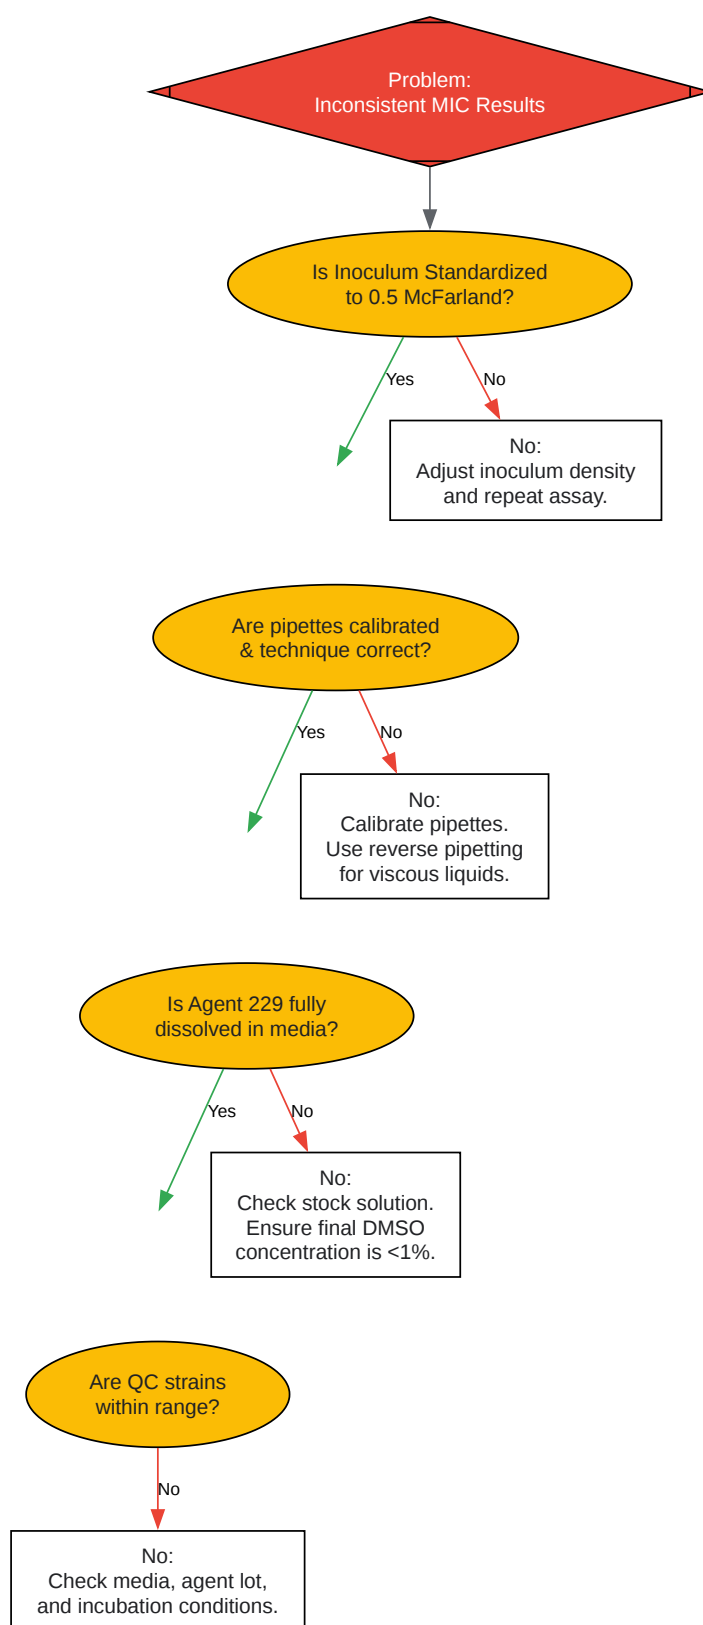 Problem:
Inconsistent MIC Results
Is Inoculum Standardized
to 0.5 McFarland?
Yes
No
No:
Adjust inoculum density
and repeat assay.
Are pipettes calibrated
& technique correct?
Yes
No
No:
Calibrate pipettes.
Use reverse pipetting
for viscous liquids.
Is Agent 229 fully
dissolved in media?
Yes
No
No:
Check stock solution.
Ensure final DMSO
concentration is <1%.
Are QC strains
within range?
No
No:
Check media, agent lot,
and incubation conditions.